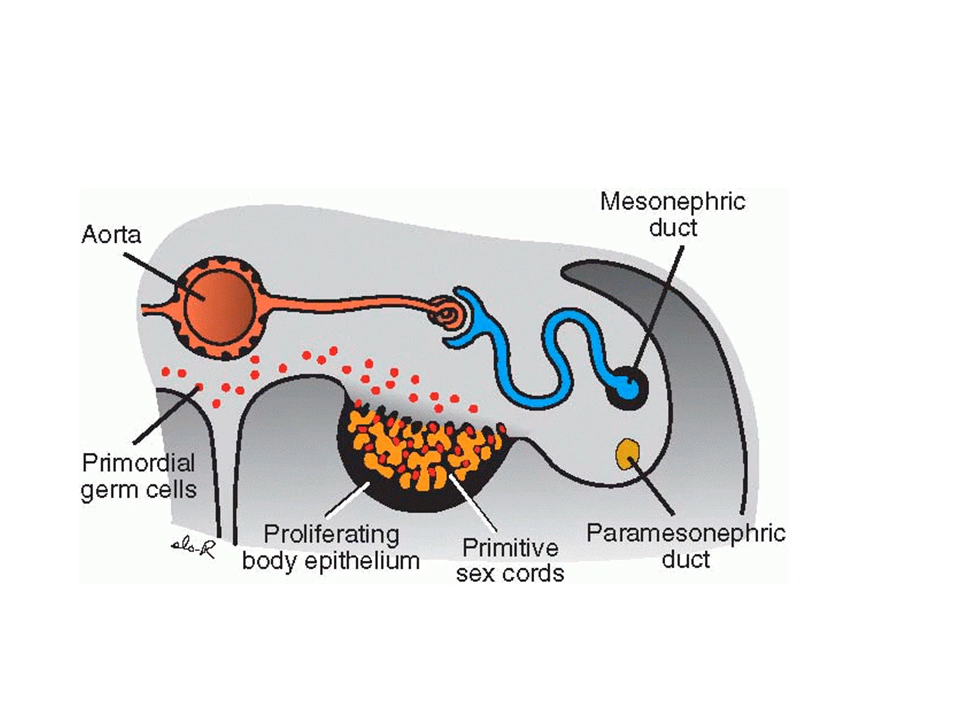 Mesonephric
duct
Aorta
Primordial
germ cells
Proliferating
body epithelium
Primitive
sex cords
Paramesonephric
duct